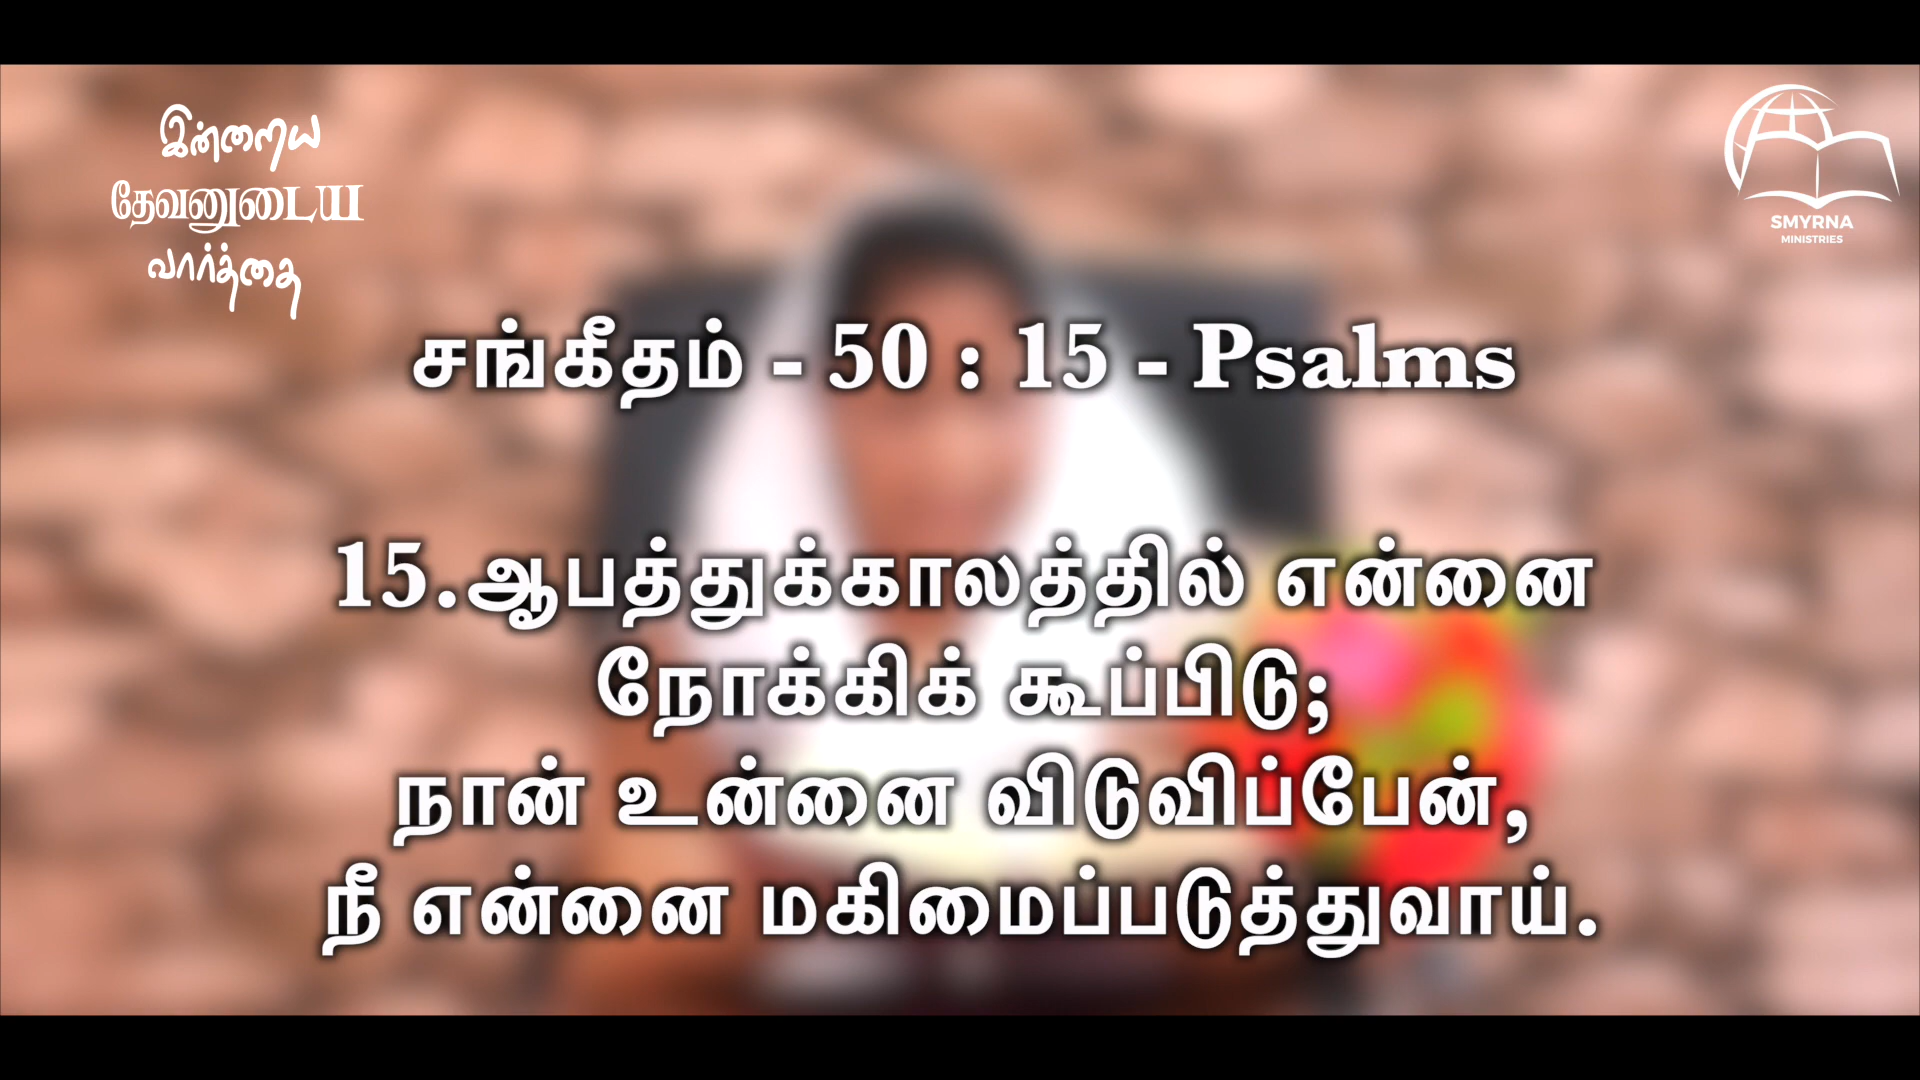 இன்றைய
தேவனுடைய
வார்த்தை
SMYRNA
MINISTRIES
சங்கீதம் - 50 : 15 - Psalms
15.ஆபத்துக்காலத்தில் என்னை
நோக்கிக் கூப்பிடு;
நான் உன்னை விடுவிப்பேன்,
நீ என்னை மகிமைப்படுத்துவாய்.